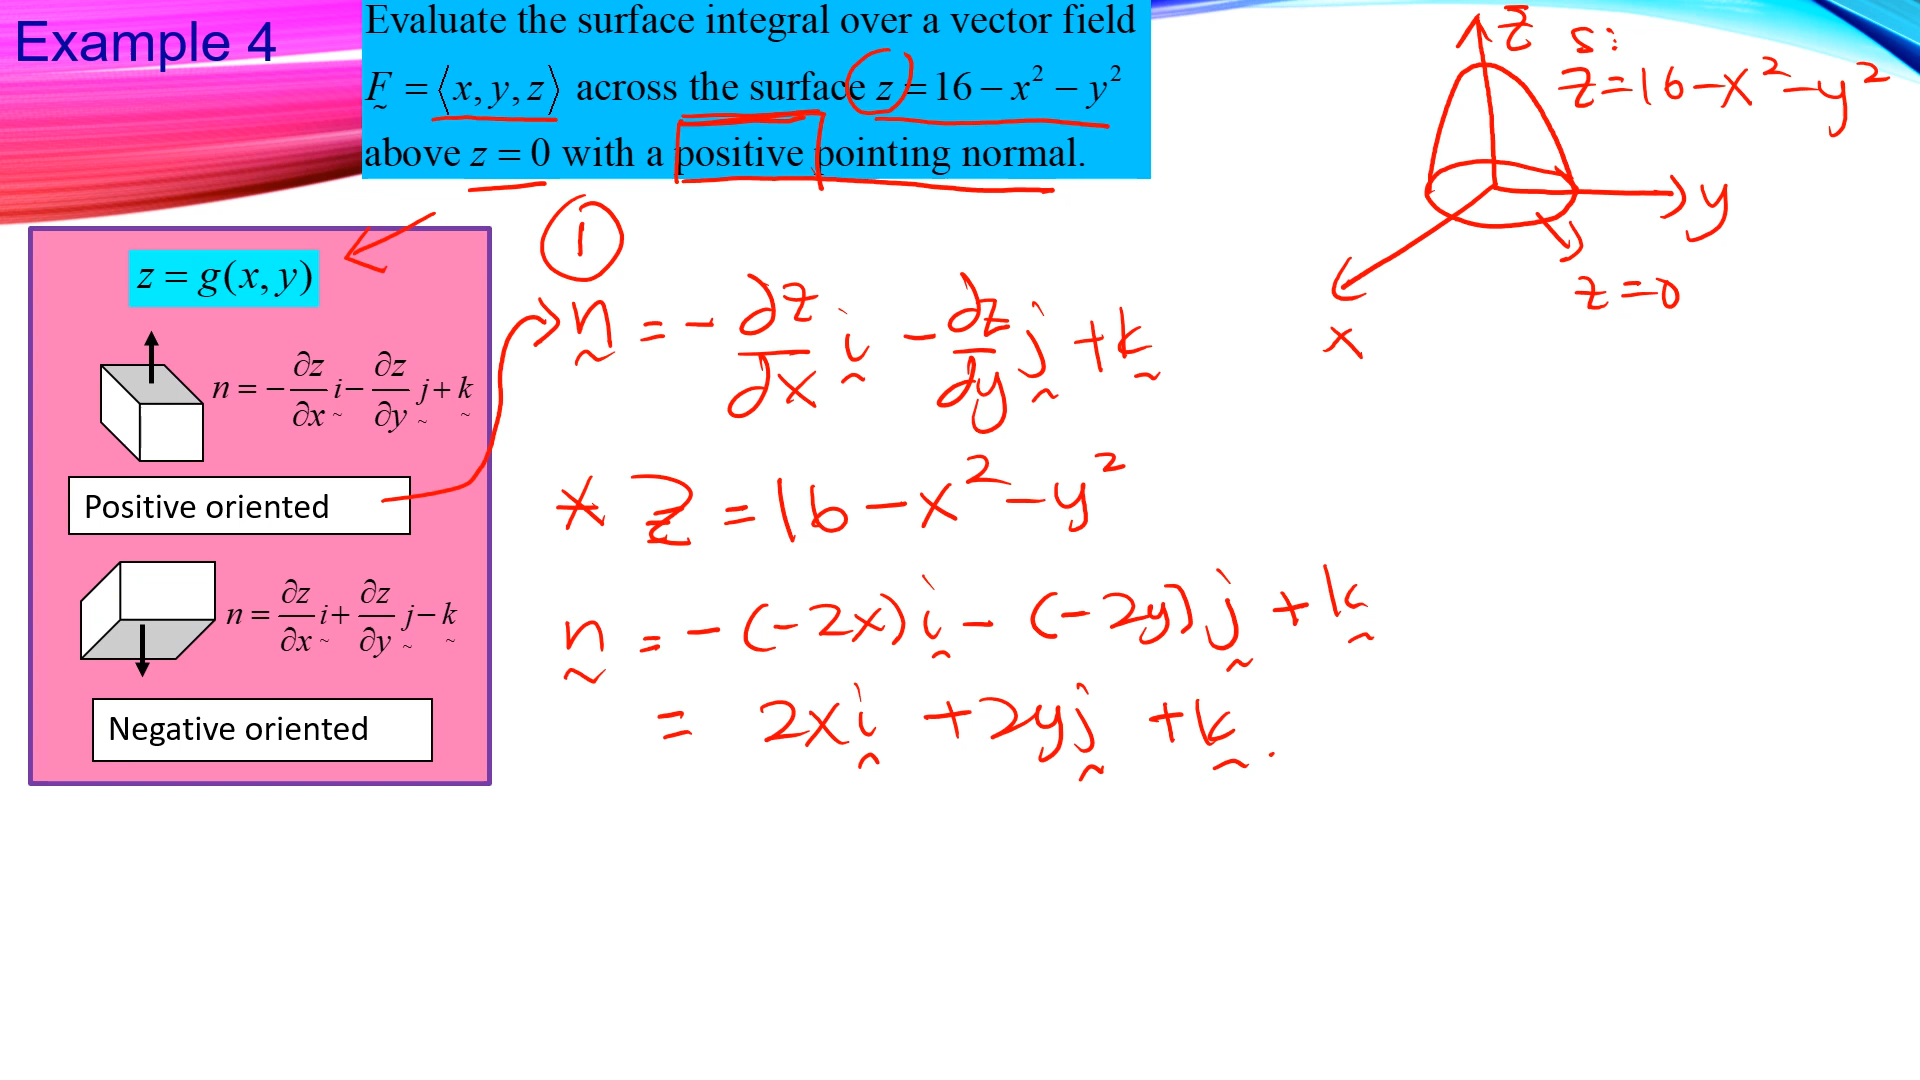 Example 4
Evaluate the surface integral over a vector field
F̰ = ⟨x, y, z⟩ across the surface z = 16 − x² − y²
above z = 0 with a positive pointing normal.
z = g(x, y)
n = − ∂z/∂x ḭ − ∂z/∂y j̰ + k̰
Positive oriented
n = ∂z/∂x ḭ + ∂z/∂y j̰ − k̰
Negative oriented
①
ṋ = − ∂z/∂x ḭ − ∂z/∂y j̰ + k̰
* z = 16 − x² − y²
ṋ = − (−2x) ḭ − (−2y) j̰ + k̰
= 2x ḭ + 2y j̰ + k̰ .
z
S:
z = 16 − x² − y²
y
z = 0
x